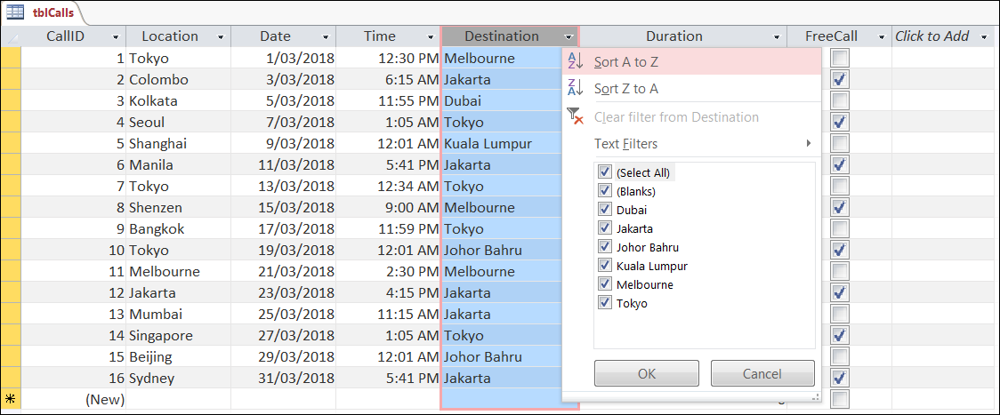 tblCalls
CallID Location Date Time Destination Duration FreeCall Click to Add
1 Tokyo 1/03/2018 12:30 PM Melbourne
2 Colombo 3/03/2018 6:15 AM Jakarta
3 Kolkata 5/03/2018 11:55 PM Dubai
4 Seoul 7/03/2018 1:05 AM Tokyo
5 Shanghai 9/03/2018 12:01 AM Kuala Lumpur
6 Manila 11/03/2018 5:41 PM Jakarta
7 Tokyo 13/03/2018 12:34 AM Tokyo
8 Shenzen 15/03/2018 9:00 AM Melbourne
9 Bangkok 17/03/2018 11:59 PM Tokyo
10 Tokyo 19/03/2018 12:01 AM Johor Bahru
11 Melbourne 21/03/2018 2:30 PM Melbourne
12 Jakarta 23/03/2018 4:15 PM Jakarta
13 Mumbai 25/03/2018 11:15 AM Jakarta
14 Singapore 27/03/2018 1:05 AM Tokyo
15 Beijing 29/03/2018 12:01 AM Johor Bahru
16 Sydney 31/03/2018 5:41 PM Jakarta
(New)
Sort A to Z
Sort Z to A
Clear filter from Destination
Text Filters
(Select All)
(Blanks)
Dubai
Jakarta
Johor Bahru
Kuala Lumpur
Melbourne
Tokyo
OK Cancel